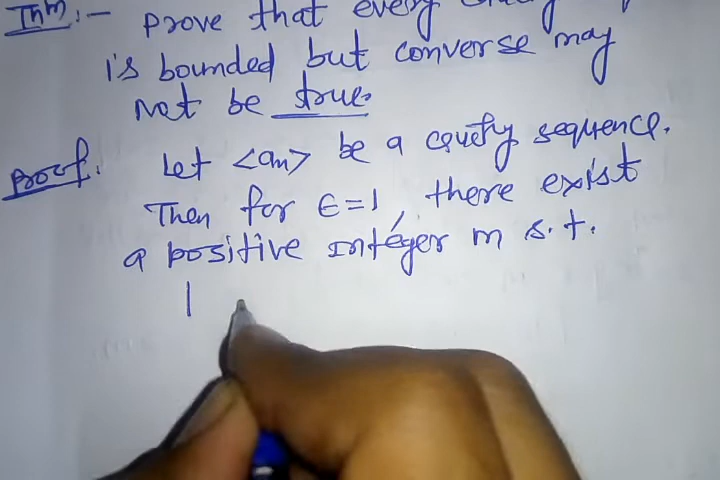 Thm:- prove that every
is bounded but converse may
not be true.
Proof: Let <an> be a cauchy sequence.
Then for ε=1, there exist
a positive integer m s.t.
|